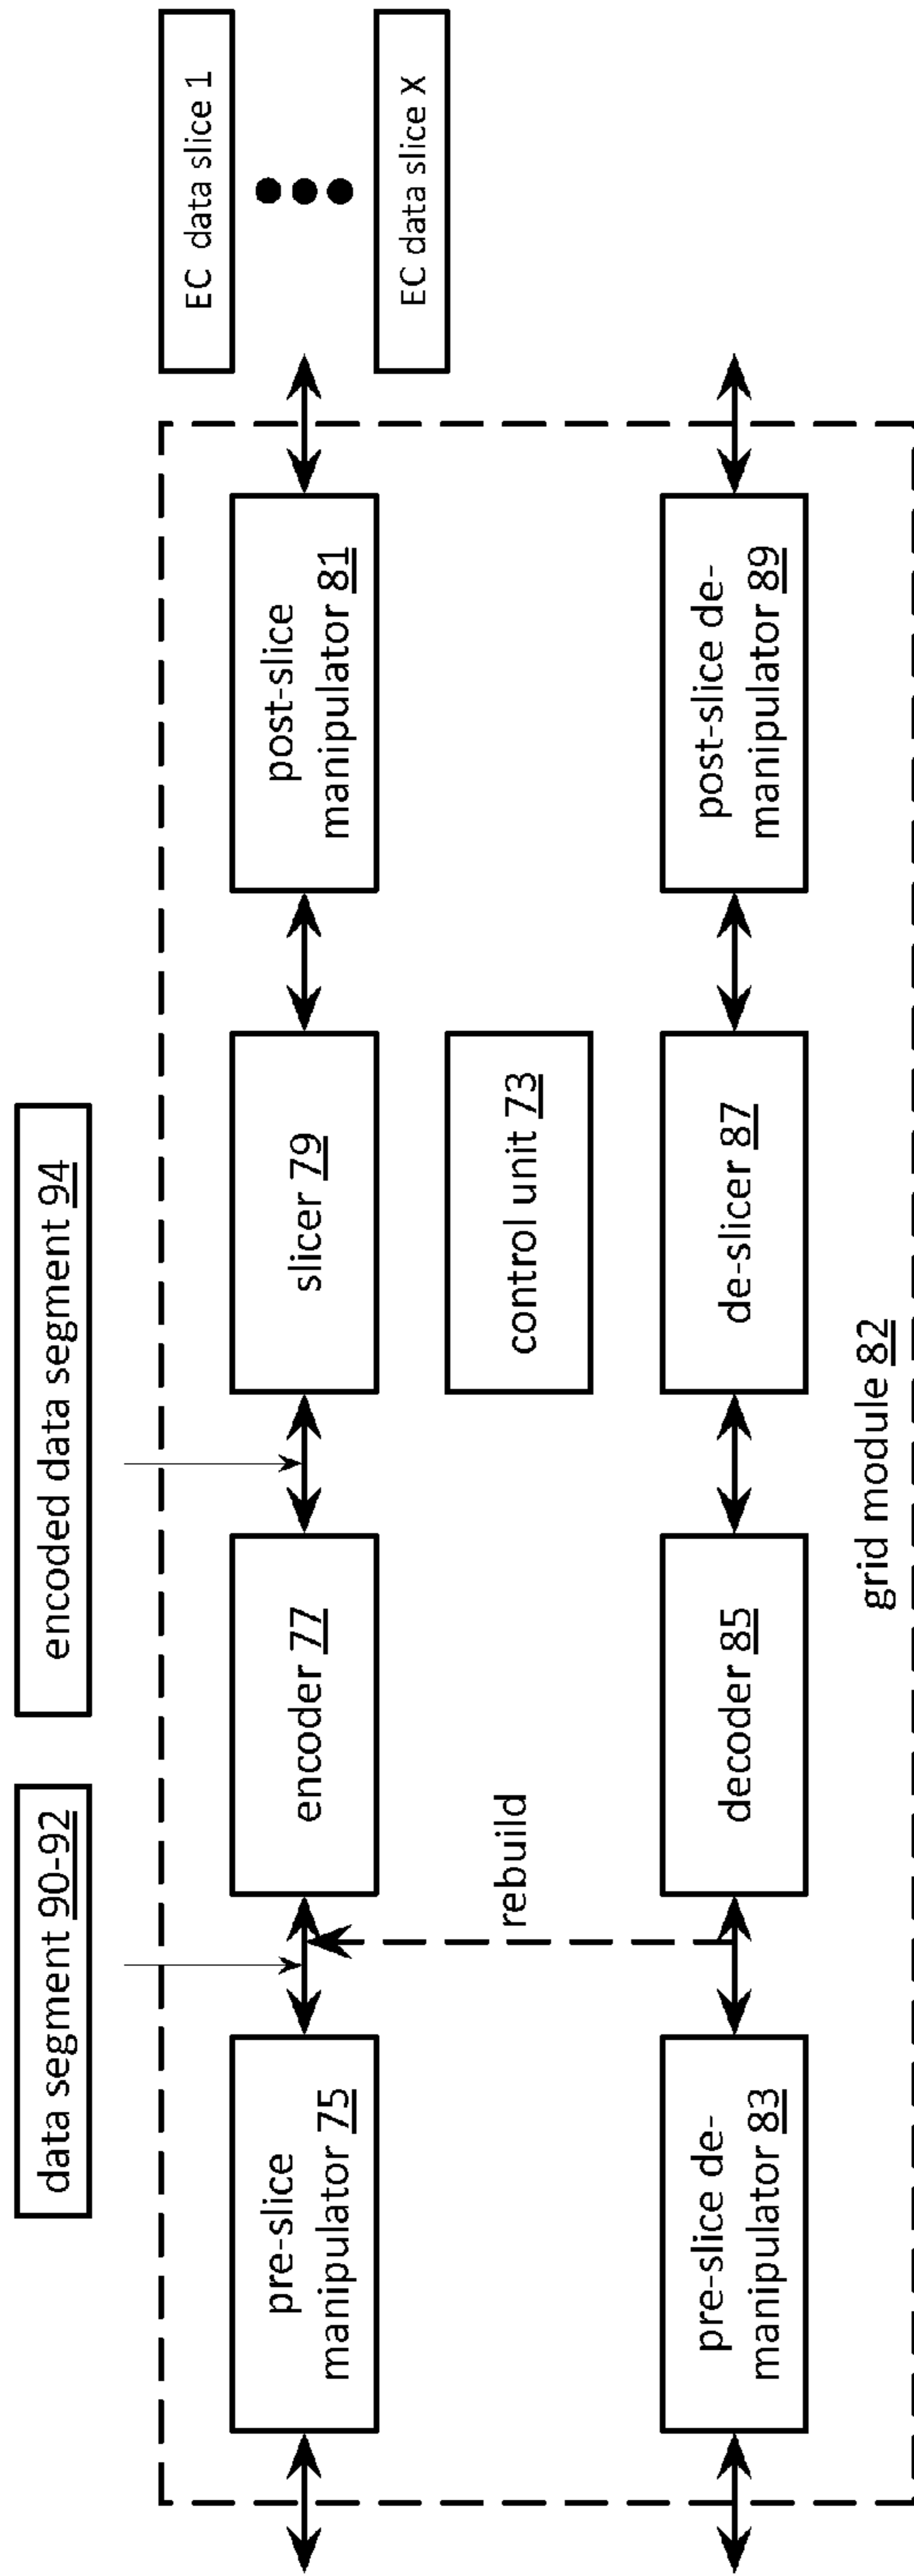 data segment 90-92
encoded data segment 94
EC data slice 1
EC data slice X
pre-slice
manipulator 75
encoder 77
slicer 79
post-slice
manipulator 81
rebuild
control unit 73
pre-slice de-
manipulator 83
decoder 85
de-slicer 87
post-slice de-
manipulator 89
grid module 82